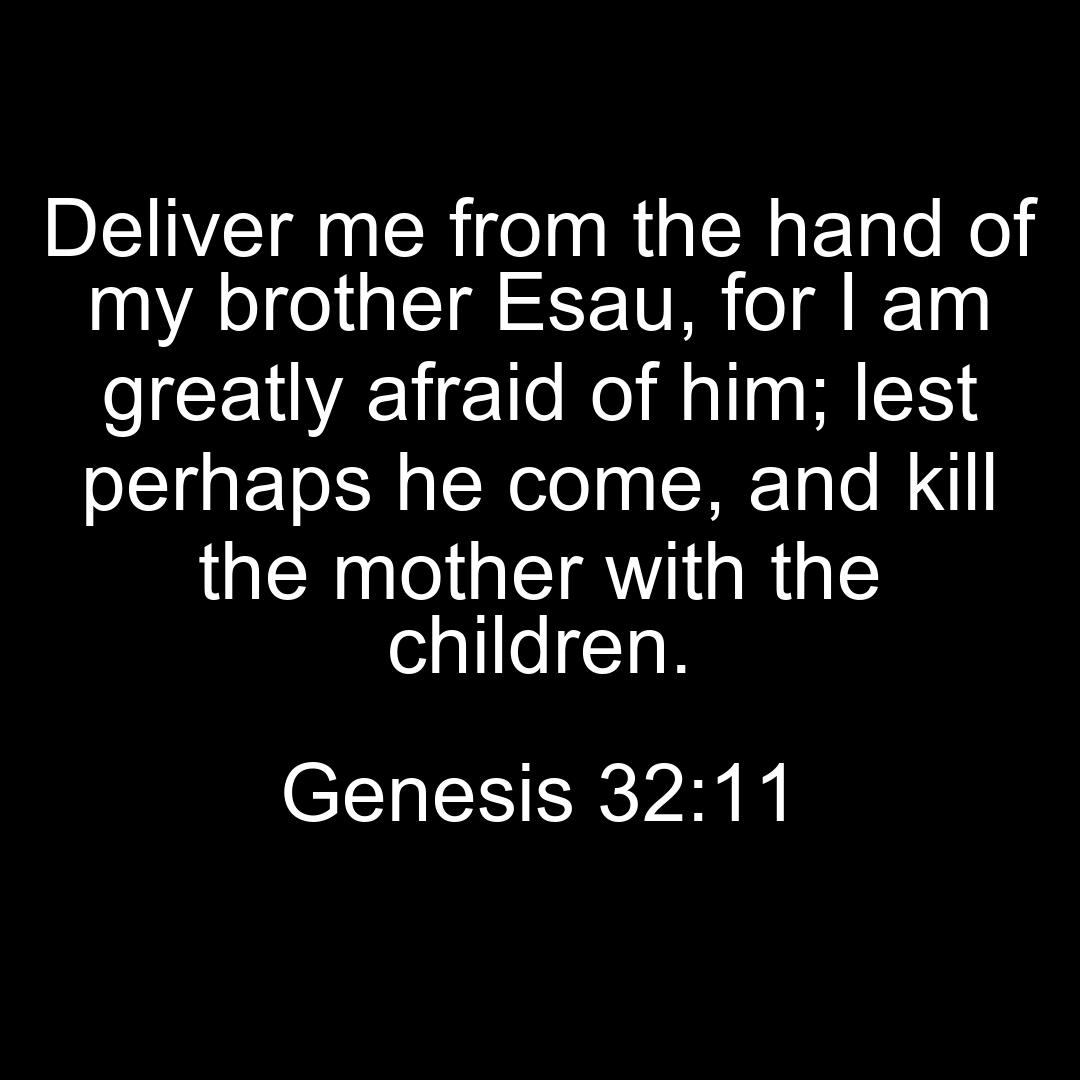 Deliver me from the hand of
my brother Esau, for I am
greatly afraid of him; lest
perhaps he come, and kill
the mother with the
children.
Genesis 32:11